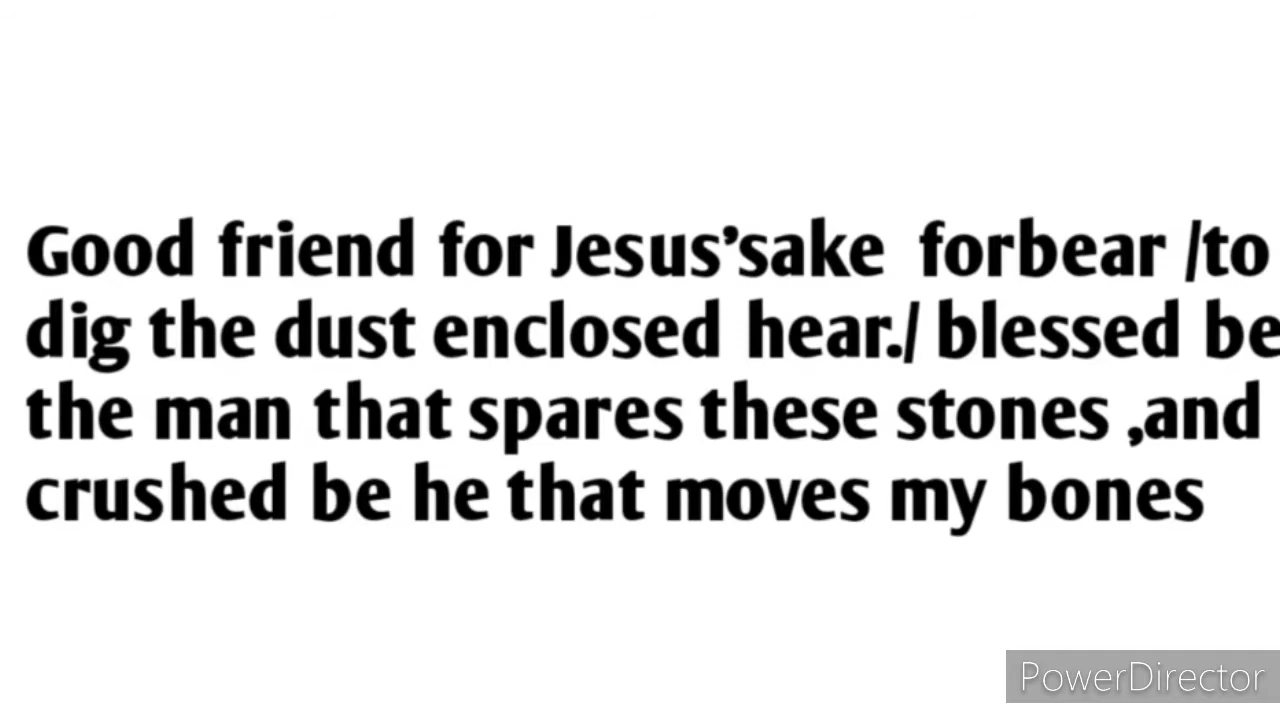 Good friend for Jesus’sake forbear /to
dig the dust enclosed hear./ blessed be
the man that spares these stones ,and
crushed be he that moves my bones
PowerDirector